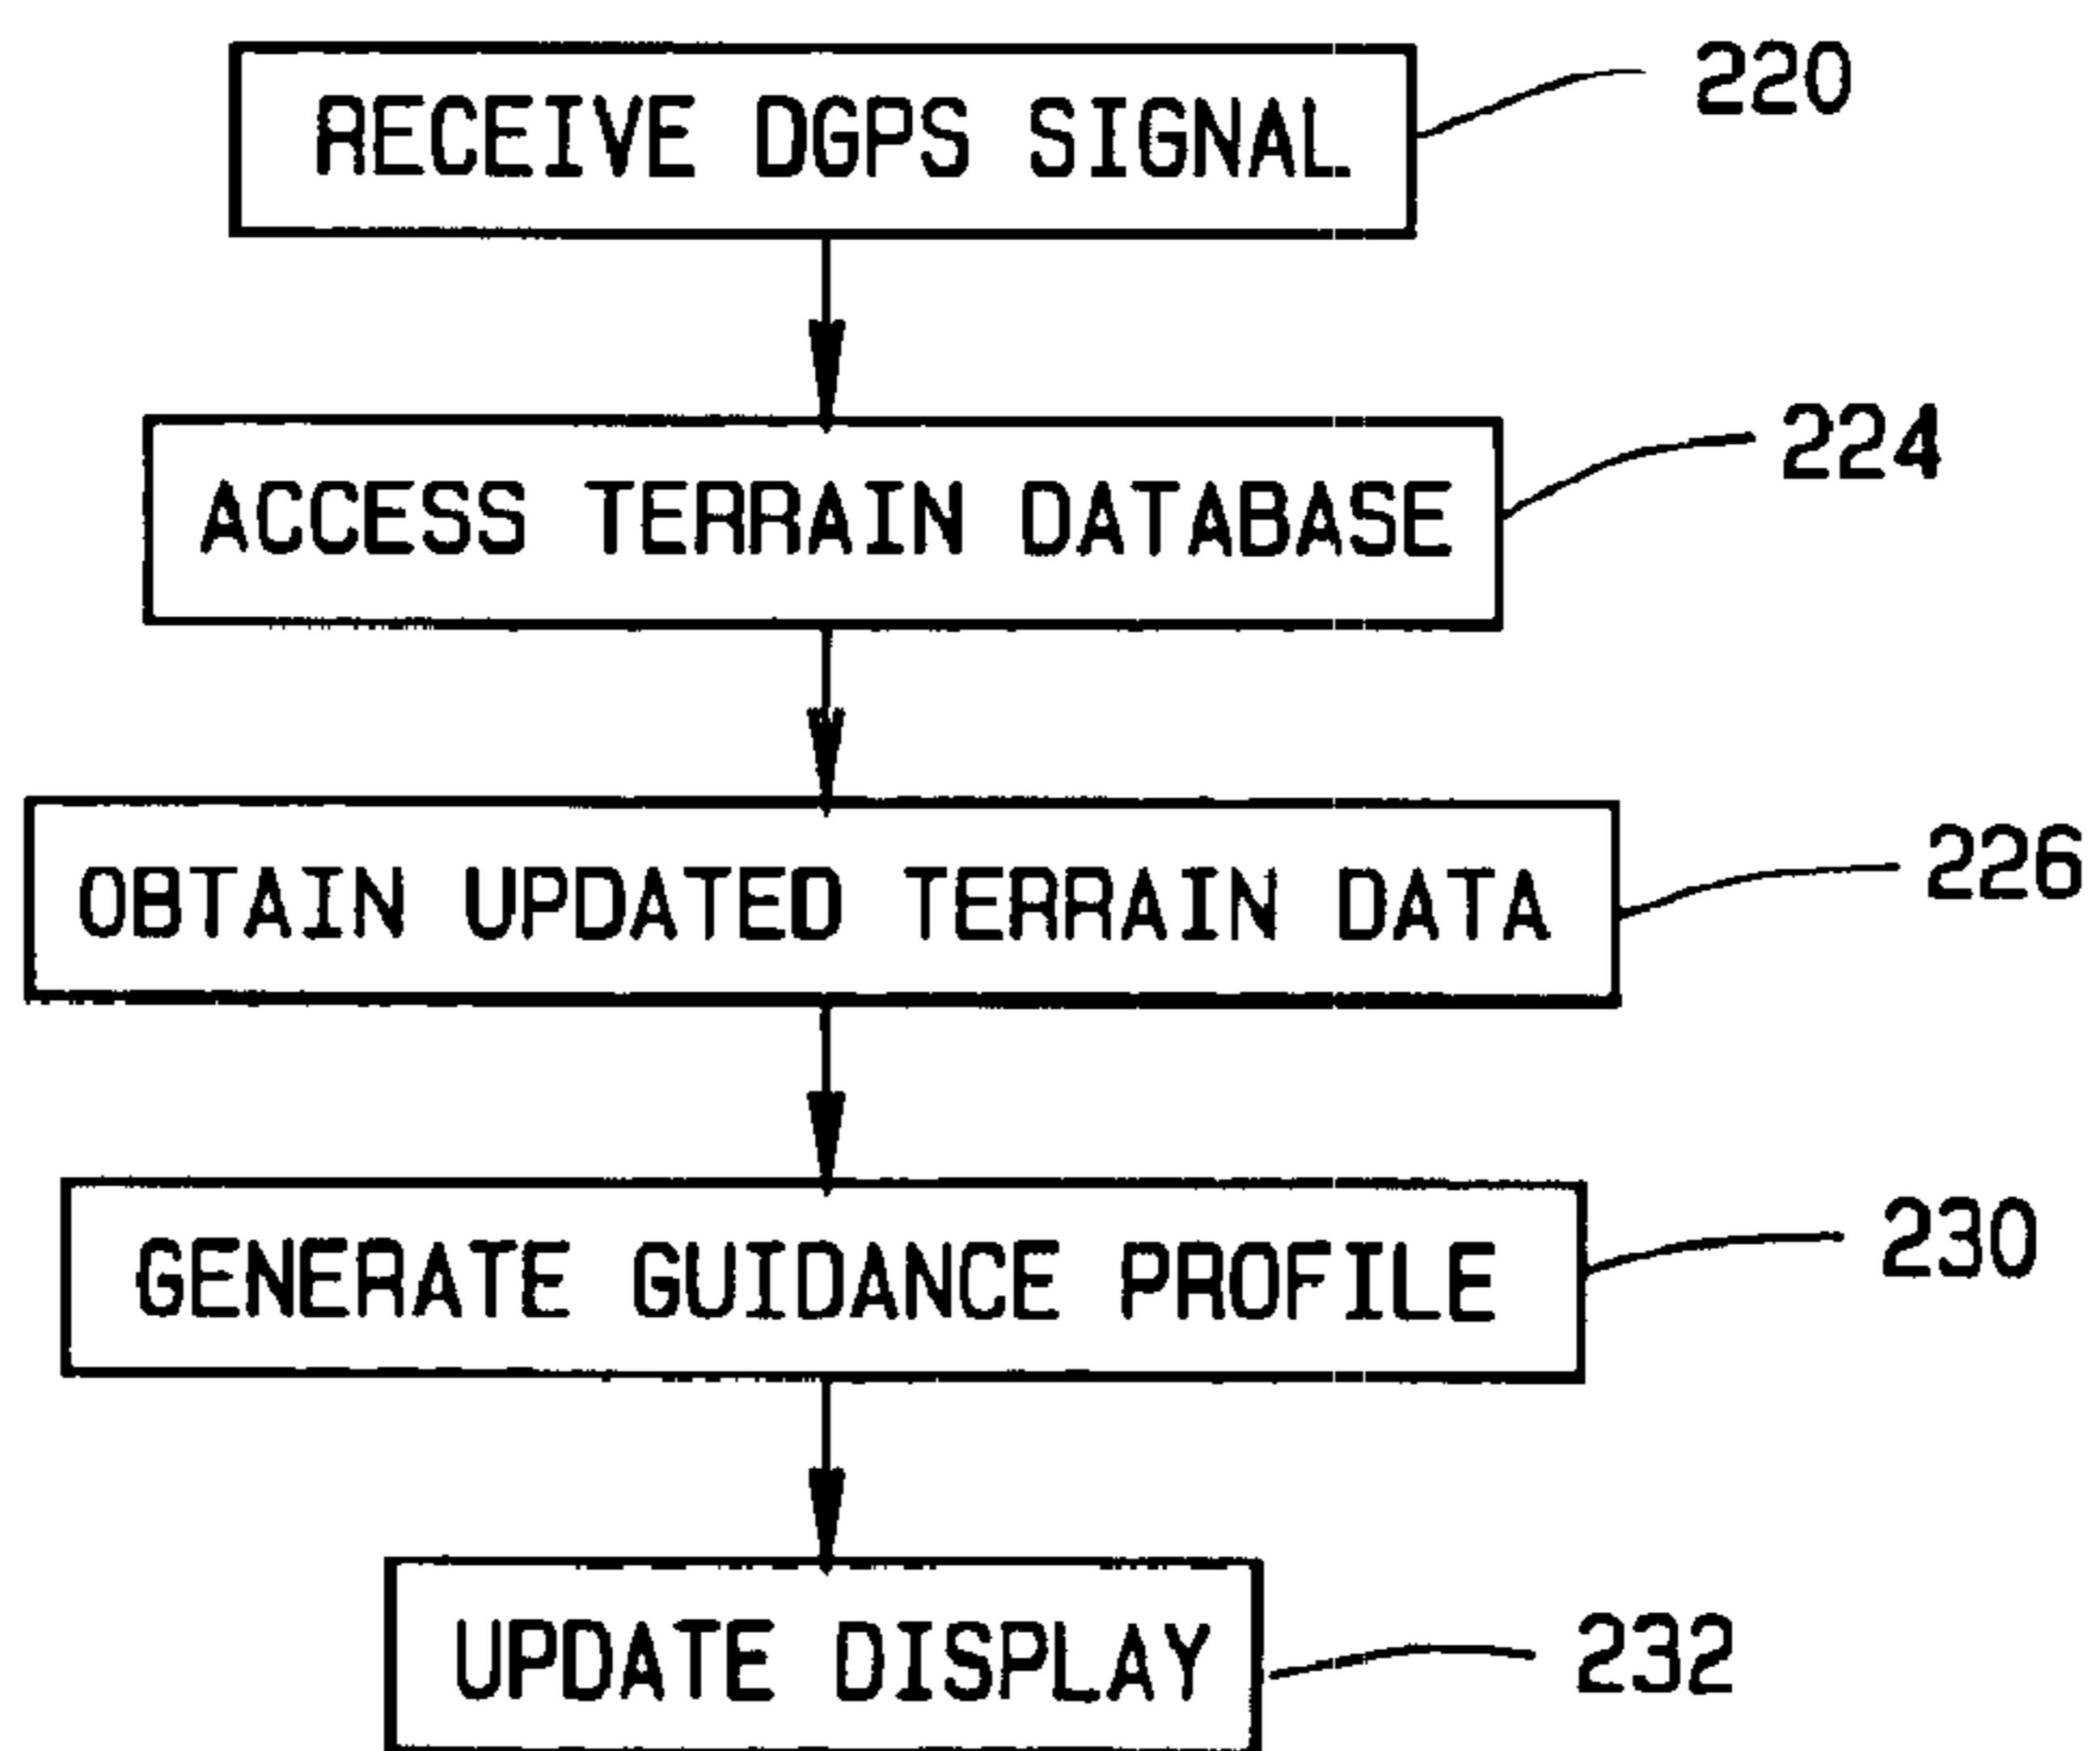 RECEIVE DGPS SIGNAL 220
ACCESS TERRAIN DATABASE 224
OBTAIN UPDATED TERRAIN DATA 226
GENERATE GUIDANCE PROFILE 230
UPDATE DISPLAY 232